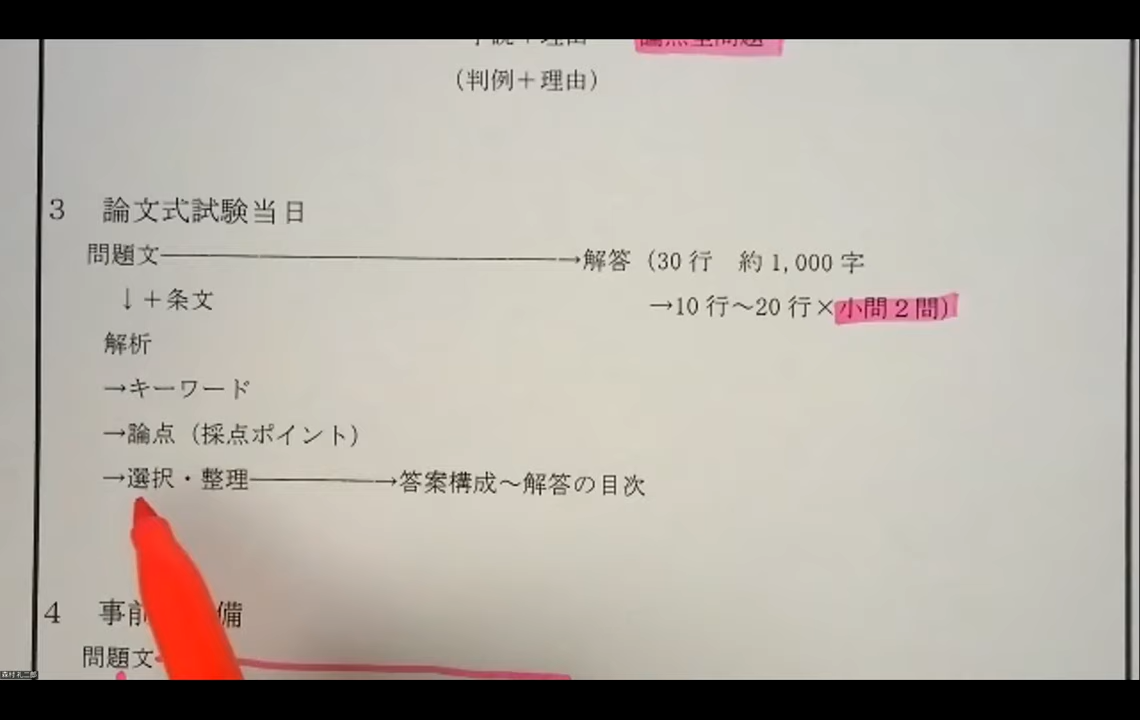 （判例＋理由）
3 論文式試験当日
問題文――→解答（30行 約1,000字
↓＋条文 →10行～20行×小問2問）
解析
→キーワード
→論点（採点ポイント）
→選択・整理――→答案構成～解答の目次
4 事前 備
問題文